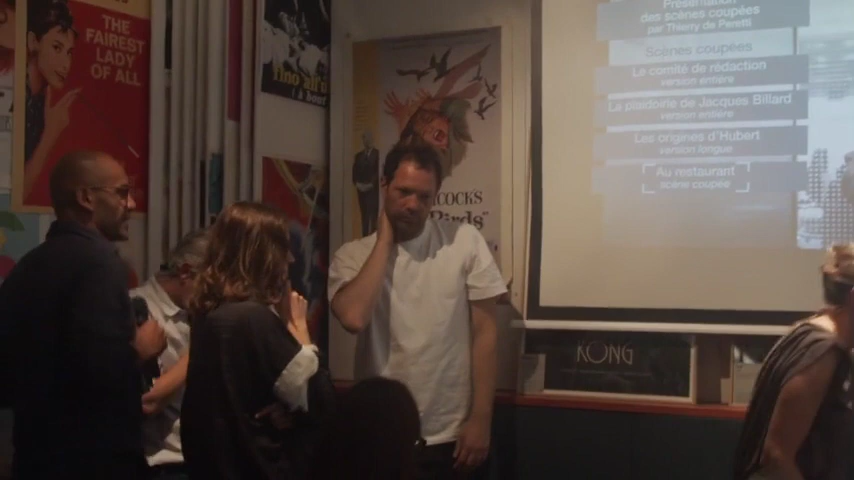 THE
FAIREST
LADY
OF ALL
COCK'S
Birds"
Présentation
des scènes coupées
par Thierry de Peretti
Scènes coupées
Le comité de rédaction
version entière
La plaidoirie de Jacques Billard
version entière
Les origines d'Hubert
version longue
Au restaurant
scène coupée
KONG